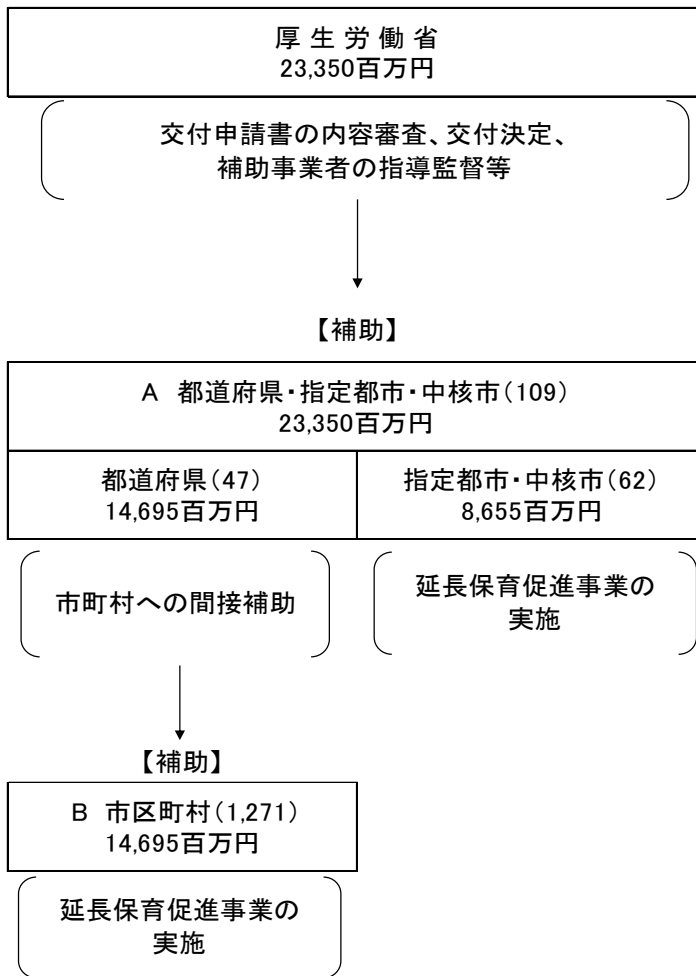 厚 生 労 働 省
23,350百万円
交付申請書の内容審査、交付決定、
補助事業者の指導監督等
【補助】
A 都道府県・指定都市・中核市(109)
23,350百万円
都道府県(47)
14,695百万円
指定都市・中核市(62)
8,655百万円
市町村への間接補助
延長保育促進事業の
実施
【補助】
B 市区町村(1,271)
14,695百万円
延長保育促進事業の
実施